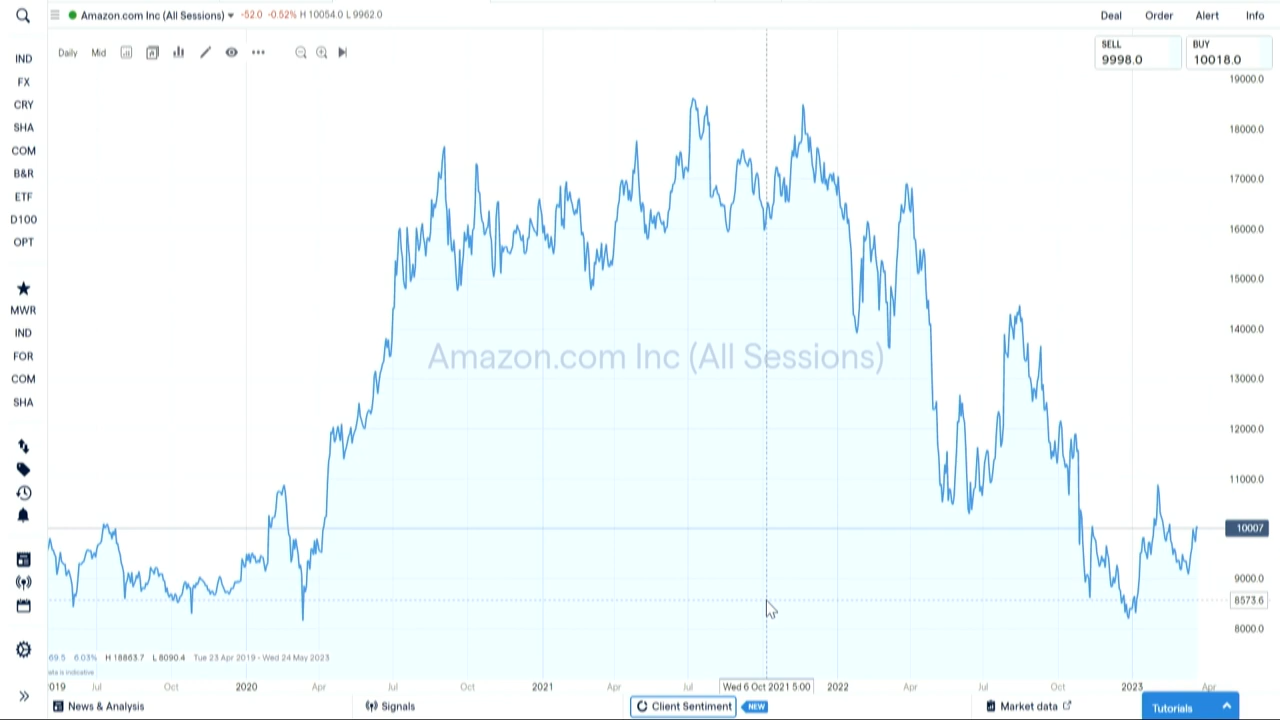 Amazon.com Inc (All Sessions) -52.0 -0.52% H 10054.0 L 9962.0
Deal Order Alert Info
Daily Mid
SELL
9998.0
BUY
10018.0
IND
FX
CRY
SHA
COM
B&R
ETF
D100
OPT
MWR
IND
FOR
COM
SHA
Amazon.com Inc (All Sessions)
19000.0
18000.0
17000.0
16000.0
15000.0
14000.0
13000.0
12000.0
11000.0
10007
9000.0
8573.6
8000.0
69.5 6.03% H 18863.7 L 8090.4 Tue 23 Apr 2019 - Wed 24 May 2023
is indicative
019 Jul Oct 2020 Apr Jul Oct 2021 Apr Jul Wed 6 Oct 2021 5:00 2022 Apr Jul Oct 2023 Apr
News & Analysis Signals Client Sentiment NEW Market data Tutorials